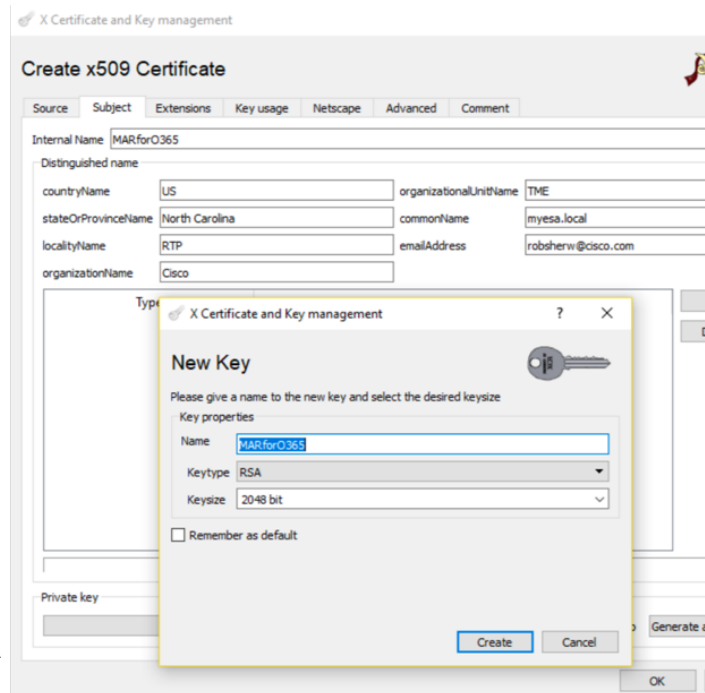 X Certificate and Key management
Create x509 Certificate
Source Subject Extensions Key usage Netscape Advanced Comment
Internal Name MARforO365
Distinguished name
countryName US organizationalUnitName TME
stateOrProvinceName North Carolina commonName myesa.local
localityName RTP emailAddress robsherw@cisco.com
organizationName Cisco
X Certificate and Key management ? X
New Key
Please give a name to the new key and select the desired keysize
Key properties
Name MARforO365
Keytype RSA
Keysize 2048 bit
Remember as default
Private key
Generate
Create Cancel
OK